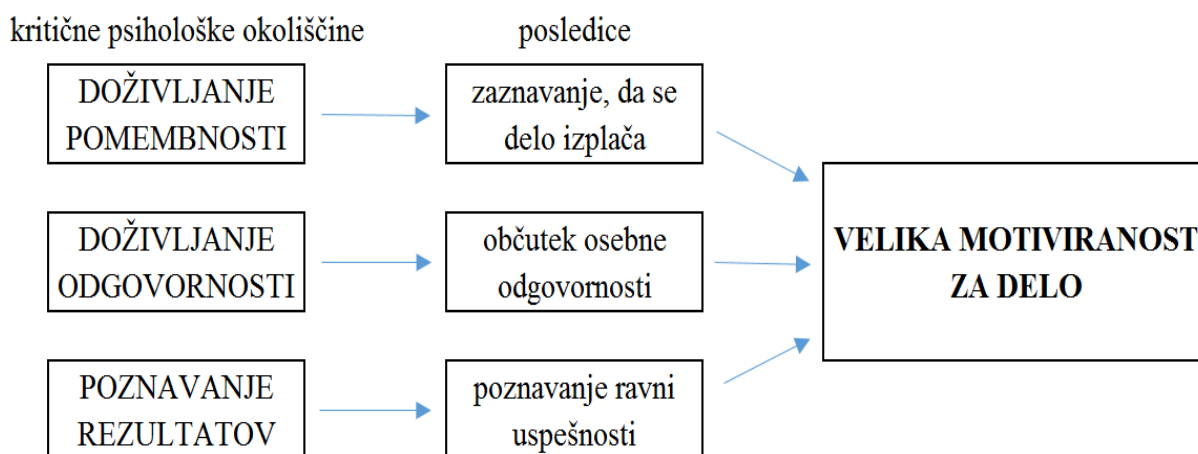 kritične psihološke okoliščine
posledice
DOŽIVLJANJE
POMEMBNOSTI
zaznavanje, da se
delo izplača
DOŽIVLJANJE
ODGOVORNOSTI
občutek osebne
odgovornosti
VELIKA MOTIVIRANOST
ZA DELO
POZNAVANJE
REZULTATOV
poznavanje ravni
uspešnosti